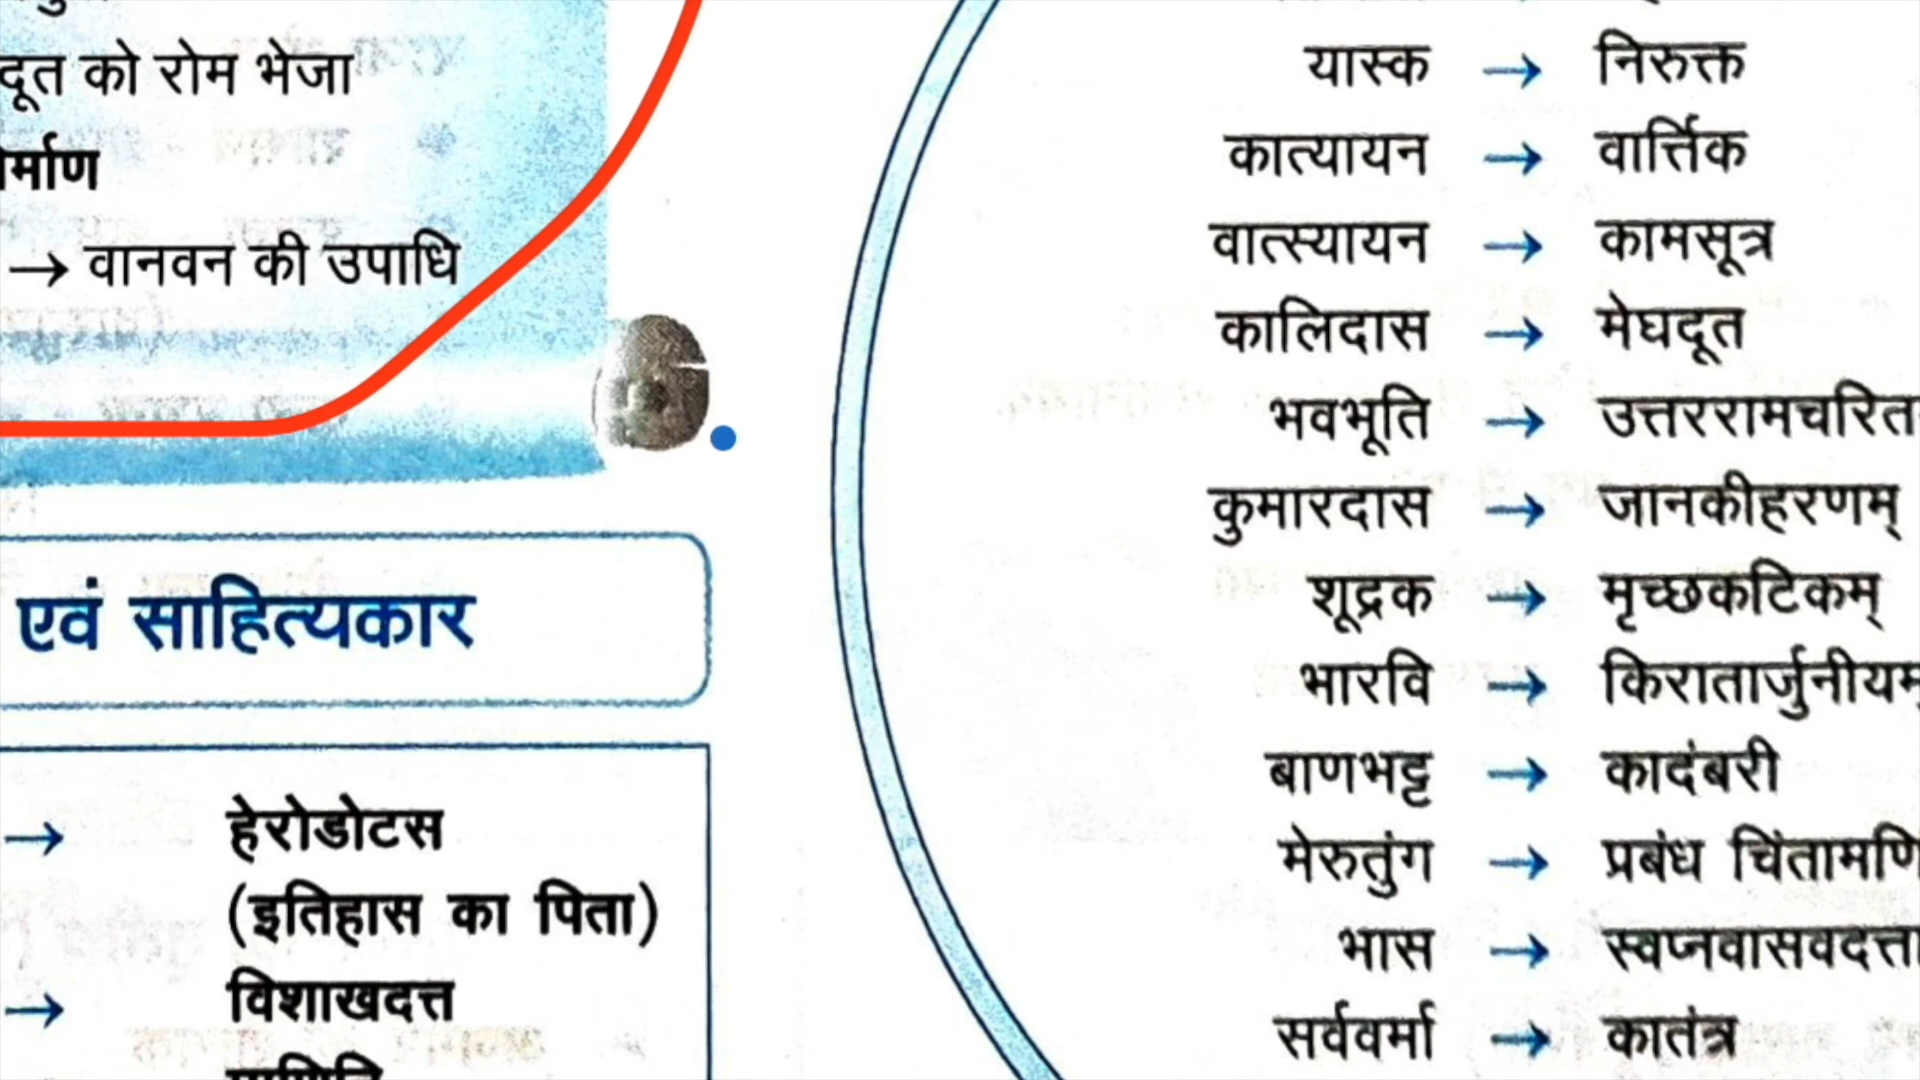 दूत को रोम भेजा
→ वानवन की उपाधि
एवं साहित्यकार
→ हेरोडोटस
(इतिहास का पिता)
→ विशाखदत्त
यास्क → निरुक्त
कात्यायन → वार्त्तिक
वात्स्यायन → कामसूत्र
कालिदास → मेघदूत
भवभूति → उत्तररामचरित
कुमारदास → जानकीहरणम्
शूद्रक → मृच्छकटिकम्
भारवि → किरातार्जुनीयम्
बाणभट्ट → कादंबरी
मेरुतुंग → प्रबंध चिंतामणि
भास → स्वप्नवासवदत्ता
सर्ववर्मा → कातंत्र